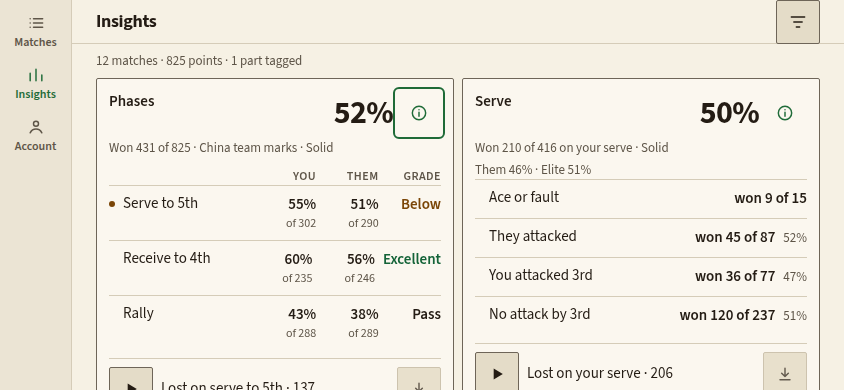 Matches
Insights
Account
Insights
12 matches · 825 points · 1 part tagged
Phases
52%
Won 431 of 825 · China team marks · Solid
YOU THEM GRADE
Serve to 5th 55% 51% Below
of 302 of 290
Receive to 4th 60% 56% Excellent
of 235 of 246
Rally 43% 38% Pass
of 288 of 289
Lost on serve to 5th · 137
Serve
50%
Won 210 of 416 on your serve · Solid
Them 46% · Elite 51%
Ace or fault won 9 of 15
They attacked won 45 of 87 52%
You attacked 3rd won 36 of 77 47%
No attack by 3rd won 120 of 237 51%
Lost on your serve · 206